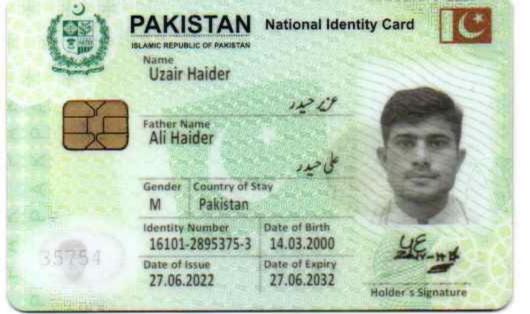 PAKISTAN National Identity Card
ISLAMIC REPUBLIC OF PAKISTAN
Name
Uzair Haider
عزیر حیدر
Father Name
Ali Haider
علی حیدر
Gender Country of Stay
M Pakistan
Identity Number Date of Birth
16101-2895375-3 14.03.2000
Date of Issue Date of Expiry
27.06.2022 27.06.2032
35754
Holder's Signature